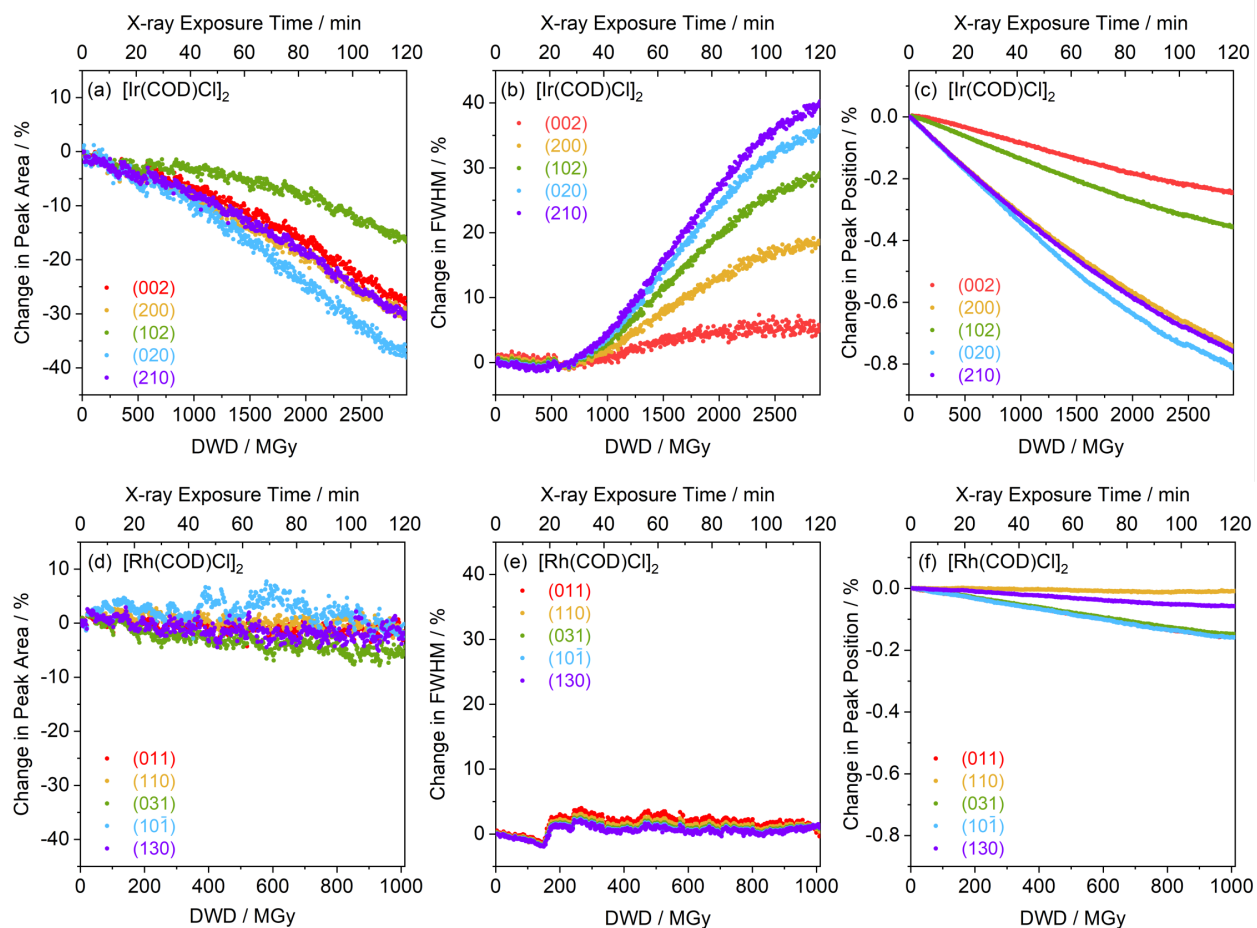 X-ray Exposure Time / min
0 20 40 60 80 100 120
(a) [Ir(COD)Cl]₂
Change in Peak Area / %
10
0
-10
-20
-30
-40
(002)
(200)
(102)
(020)
(210)
0 500 1000 1500 2000 2500
DWD / MGy
X-ray Exposure Time / min
0 20 40 60 80 100 120
(b) [Ir(COD)Cl]₂
Change in FWHM / %
40
30
20
10
0
(002)
(200)
(102)
(020)
(210)
0 500 1000 1500 2000 2500
DWD / MGy
X-ray Exposure Time / min
0 20 40 60 80 100 120
(c) [Ir(COD)Cl]₂
Change in Peak Position / %
0.0
-0.2
-0.4
-0.6
-0.8
(002)
(200)
(102)
(020)
(210)
0 500 1000 1500 2000 2500
DWD / MGy
X-ray Exposure Time / min
0 20 40 60 80 100 120
(d) [Rh(COD)Cl]₂
Change in Peak Area / %
10
0
-10
-20
-30
-40
(011)
(110)
(031)
(101̄)
(130)
0 200 400 600 800 1000
DWD / MGy
X-ray Exposure Time / min
0 20 40 60 80 100 120
(e) [Rh(COD)Cl]₂
Change in FWHM / %
40
30
20
10
0
(011)
(110)
(031)
(101̄)
(130)
0 200 400 600 800 1000
DWD / MGy
X-ray Exposure Time / min
0 20 40 60 80 100 120
(f) [Rh(COD)Cl]₂
Change in Peak Position / %
0.0
-0.2
-0.4
-0.6
-0.8
(011)
(110)
(031)
(101̄)
(130)
0 200 400 600 800 1000
DWD / MGy